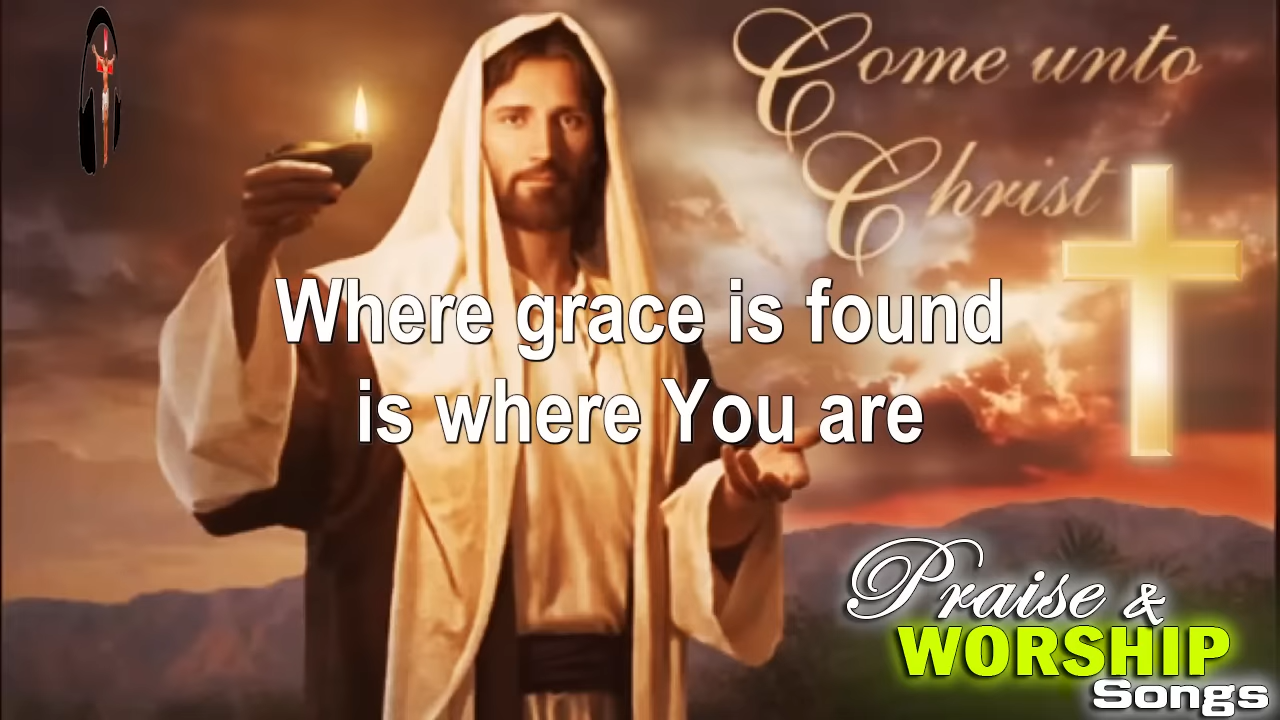 Come unto
Christ
Where grace is found
is where You are
Praise &
WORSHIP
Songs